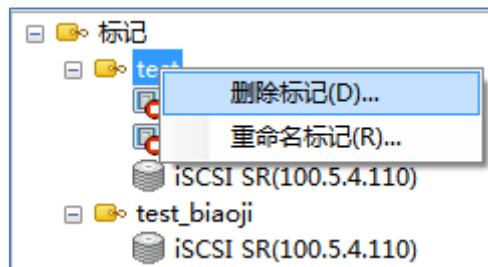 标记
test
删除标记(D)...
重命名标记(R)...
iSCSI SR(100.5.4.110)
test_biaoji
iSCSI SR(100.5.4.110)